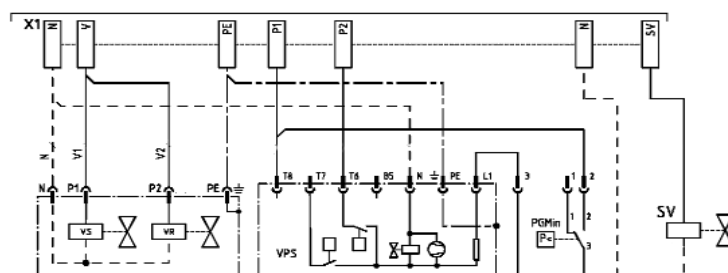 X1 N V PE P1 P2 N SV
N V1 V2
N P1 P2 PE T8 T7 T6 B5 N PE L1 3 1 2
1 2
VS VR PGMin SV
P< 3
VPS